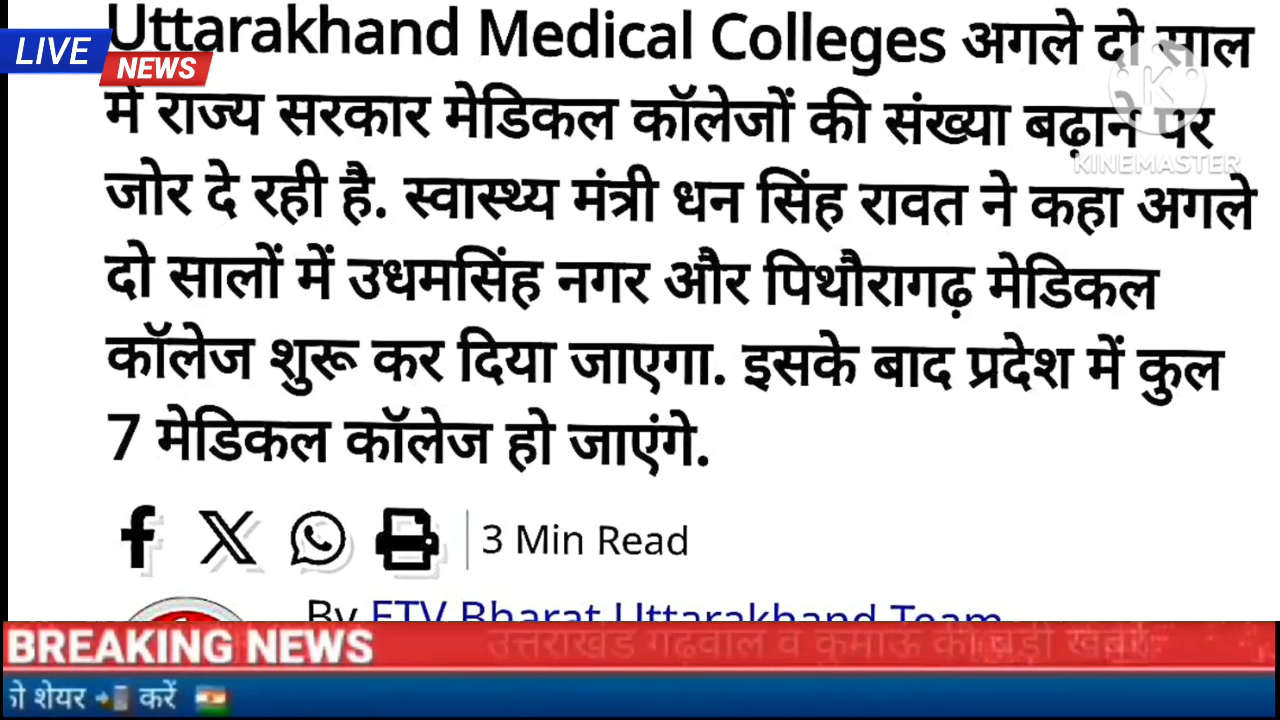 LIVE
NEWS
Uttarakhand Medical Colleges अगले दो साल
में राज्य सरकार मेडिकल कॉलेजों की संख्या बढ़ाने पर
जोर दे रही है. स्वास्थ्य मंत्री धन सिंह रावत ने कहा अगले
दो सालों में उधमसिंह नगर और पिथौरागढ़ मेडिकल
कॉलेज शुरू कर दिया जाएगा. इसके बाद प्रदेश में कुल
7 मेडिकल कॉलेज हो जाएंगे.
KINEMASTER
3 Min Read
By ETV Bharat Uttarakhand Team
BREAKING NEWS
उत्तराखंड गढ़वाल व कुमाऊं की बड़ी खबरें
शेयर करें